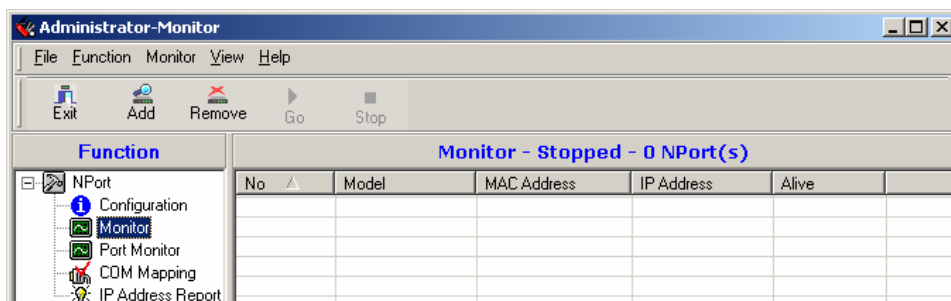 Administrator-Monitor
File Function Monitor View Help
Exit Add Remove Go Stop
Function
Monitor - Stopped - 0 NPort(s)
NPort
No Model MAC Address IP Address Alive
Configuration
Monitor
Port Monitor
COM Mapping
IP Address Report